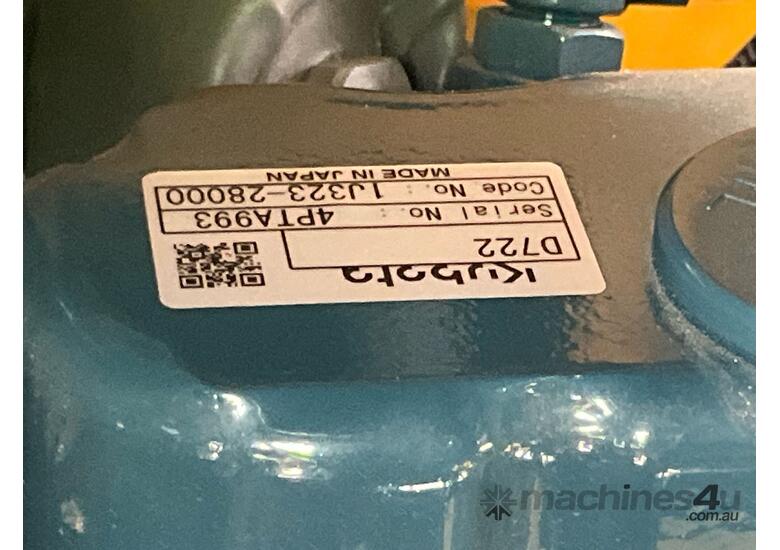 Kubota
D722
Serial No.: 4PTA993
Code No.: 1J323-28000
MADE IN JAPAN
machines4u
.com.au